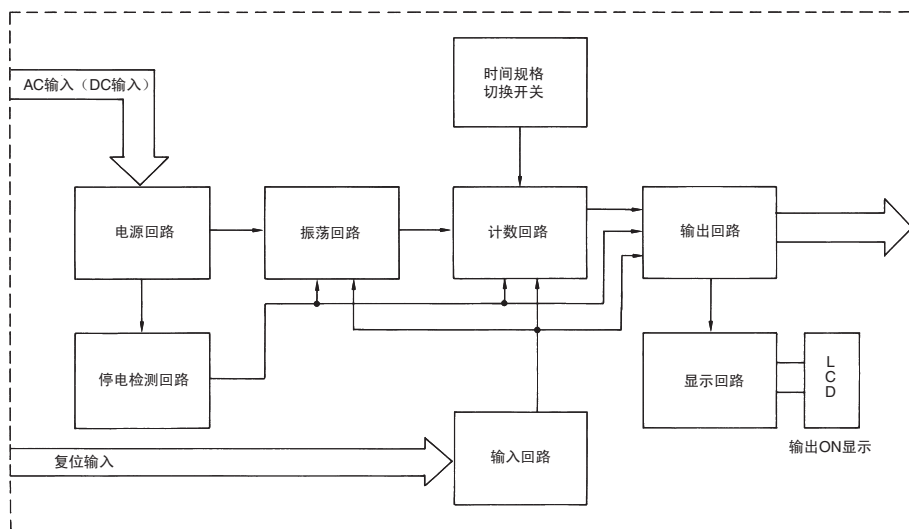 AC输入（DC输入）
时间规格
切换开关
电源回路
振荡回路
计数回路
输出回路
停电检测回路
显示回路
L
C
D
输出ON显示
复位输入
输入回路